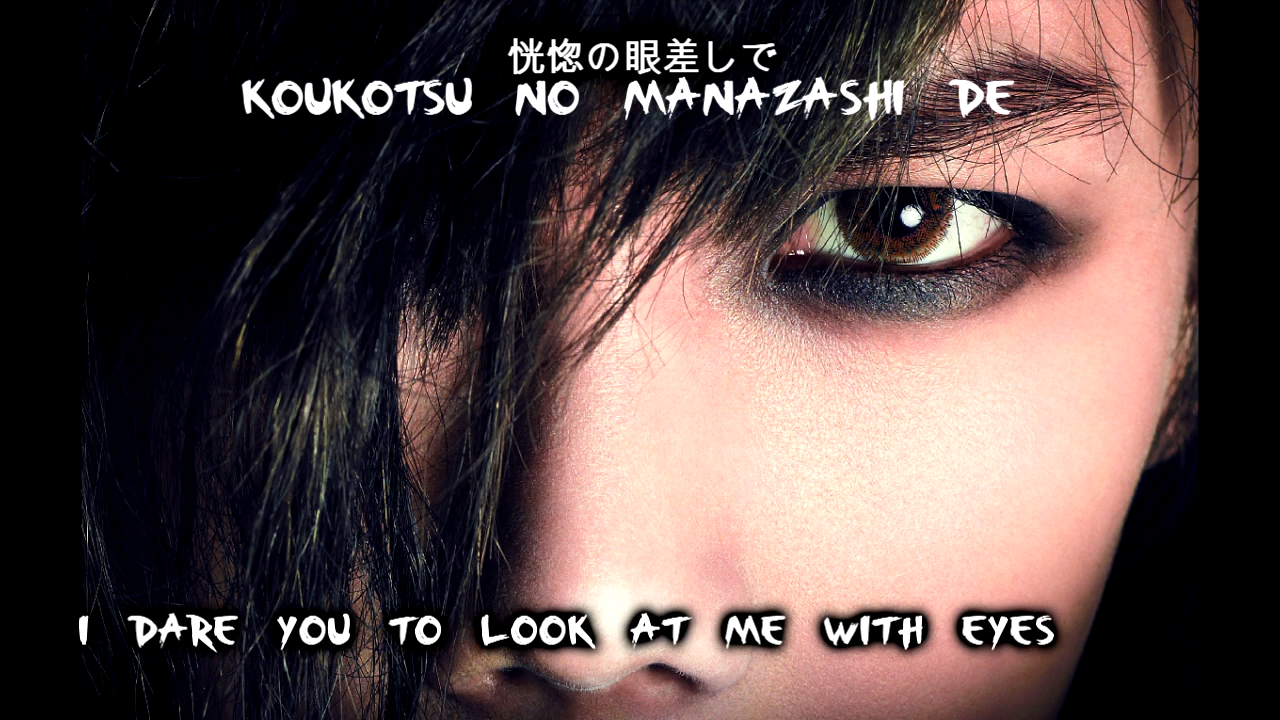 恍惚の眼差しで
KOUKOTSU NO MANAZASHI DE
I DARE YOU TO LOOK AT ME WITH EYES